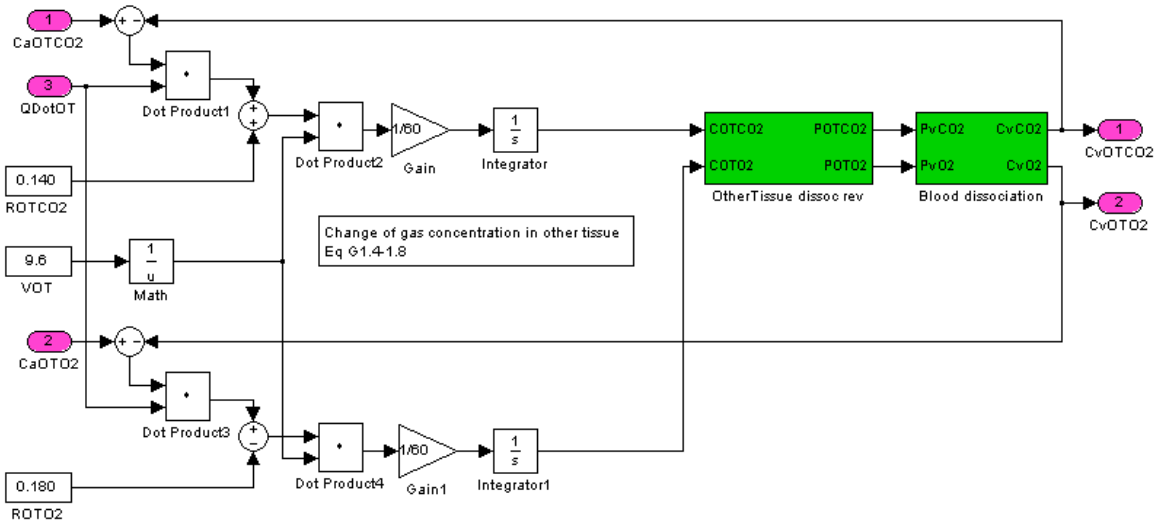 1
+ -
CaOTCO2
3
QDotOT
Dot Product1
+
+
0.140
ROTCO2
Dot Product2
1/60
Gain
1
s
Integrator
COTCO2 POTCO2
COTO2 POTO2
OtherTissue dissoc rev
PvCO2 CvCO2
PvO2 CvO2
Blood dissociation
1
CvOTCO2
2
CvOTO2
Change of gas concentration in other tissue
Eq G1.4-1.8
9.6
VOT
1
u
Math
2
+ -
CaOTO2
Dot Product3
+
-
0.180
ROTO2
Dot Product4
1/60
Gain1
1
s
Integrator1